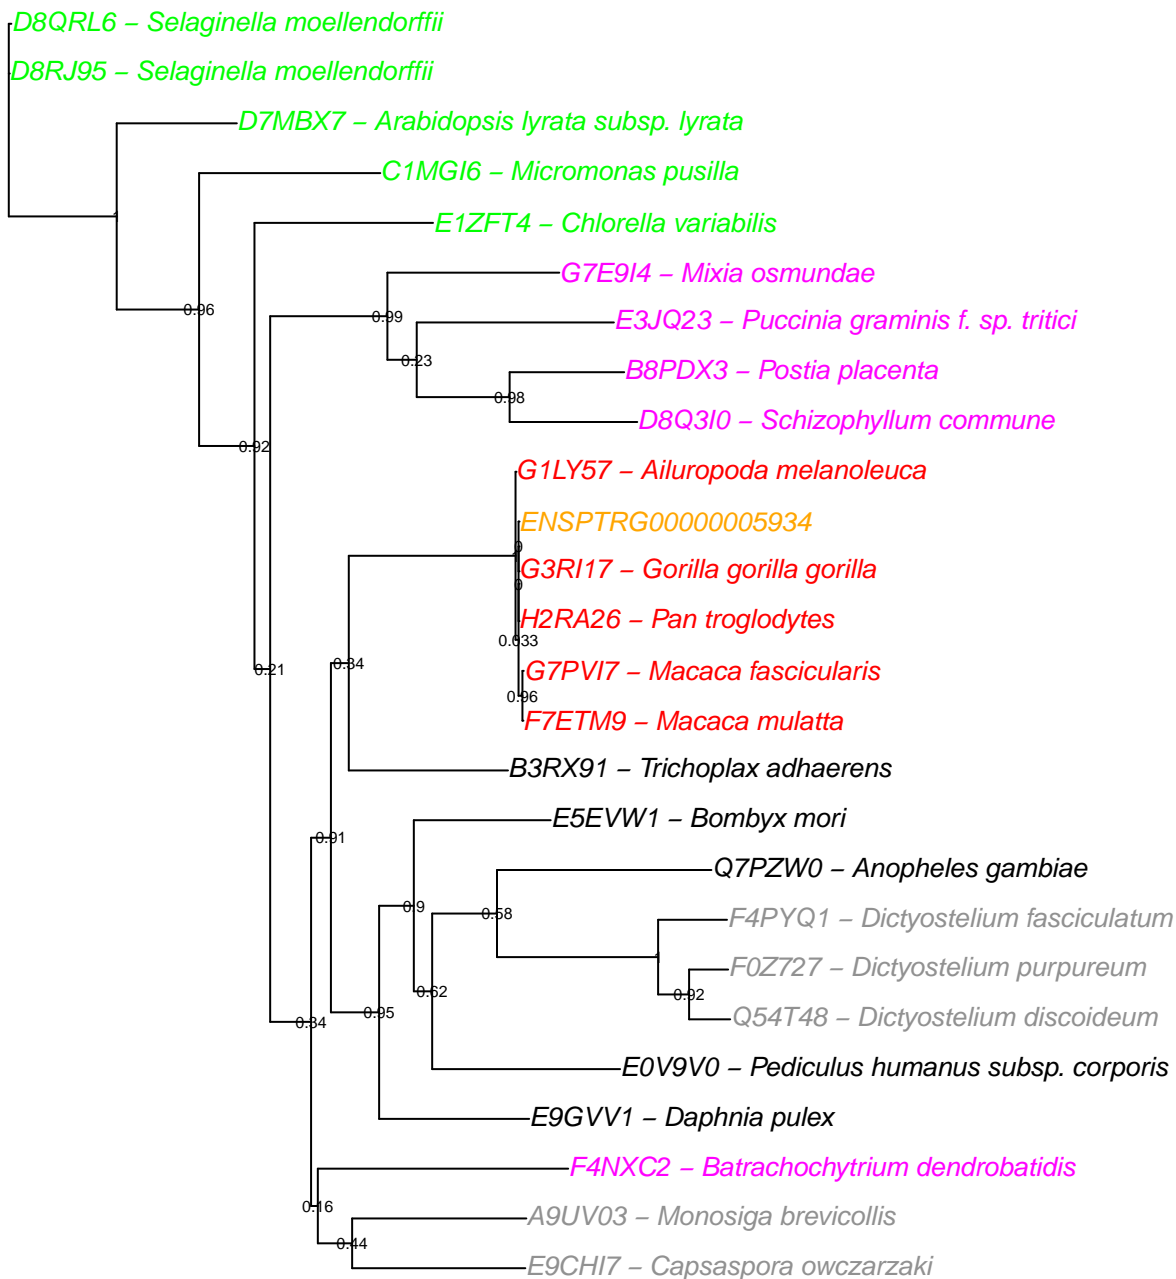 D8QRL6 – Selaginella moellendorffii
D8RJ95 – Selaginella moellendorffii
D7MBX7 – Arabidopsis lyrata subsp. lyrata
C1MGI6 – Micromonas pusilla
1
E1ZFT4 – Chlorella variabilis
G7E9I4 – Mixia osmundae
0.96
0.99
E3JQ23 – Puccinia graminis f. sp. tritici
0.23
B8PDX3 – Postia placenta
0.98
D8Q3I0 – Schizophyllum commune
0.92
G1LY57 – Ailuropoda melanoleuca
ENSPTRG00000005934
0
G3RI17 – Gorilla gorilla gorilla
0
H2RA26 – Pan troglodytes
0.033
0.84
0.21
G7PVI7 – Macaca fascicularis
0.96
F7ETM9 – Macaca mulatta
B3RX91 – Trichoplax adhaerens
E5EVW1 – Bombyx mori
0.91
Q7PZW0 – Anopheles gambiae
0.9
0.58
F4PYQ1 – Dictyostelium fasciculatum
1
F0Z727 – Dictyostelium purpureum
0.62
0.92
0.95
0.84
Q54T48 – Dictyostelium discoideum
E0V9V0 – Pediculus humanus subsp. corporis
E9GVV1 – Daphnia pulex
F4NXC2 – Batrachochytrium dendrobatidis
0.16
A9UV03 – Monosiga brevicollis
0.44
E9CHI7 – Capsaspora owczarzaki